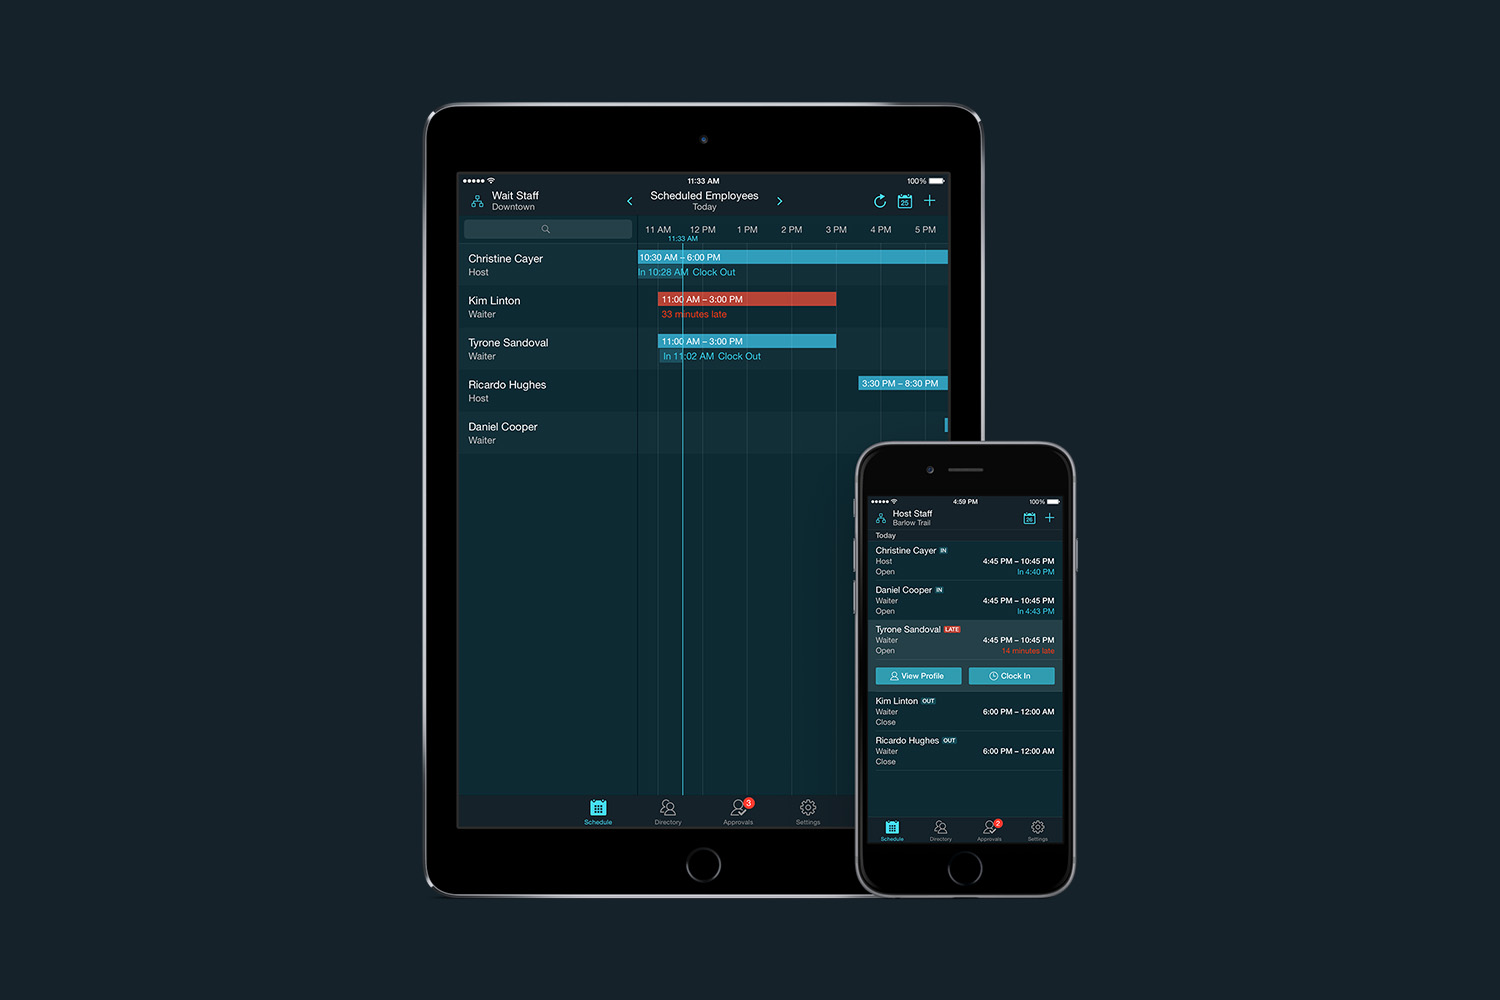 11:33 AM
100%
Wait Staff
Downtown
Scheduled Employees
Today
25
11 AM 12 PM 1 PM 2 PM 3 PM 4 PM 5 PM
11:33 AM
Christine Cayer
Host
10:30 AM – 6:00 PM
In 10:28 AM Clock Out
Kim Linton
Waiter
11:00 AM – 3:00 PM
33 minutes late
Tyrone Sandoval
Waiter
11:00 AM – 3:00 PM
In 11:02 AM Clock Out
Ricardo Hughes
Host
3:30 PM – 8:30 PM
Daniel Cooper
Waiter
3
Schedule Directory Approvals Settings
4:59 PM
100%
Host Staff
Barlow Trail
26
Today
Christine Cayer IN
Host 4:45 PM – 10:45 PM
Open In 4:40 PM
Daniel Cooper IN
Waiter 4:45 PM – 10:45 PM
Open In 4:43 PM
Tyrone Sandoval LATE
Waiter 4:45 PM – 10:45 PM
Open 14 minutes late
View Profile Clock In
Kim Linton OUT
Waiter 6:00 PM – 12:00 AM
Close
Ricardo Hughes OUT
Waiter 6:00 PM – 12:00 AM
Close
2
Schedule Directory Approvals Settings